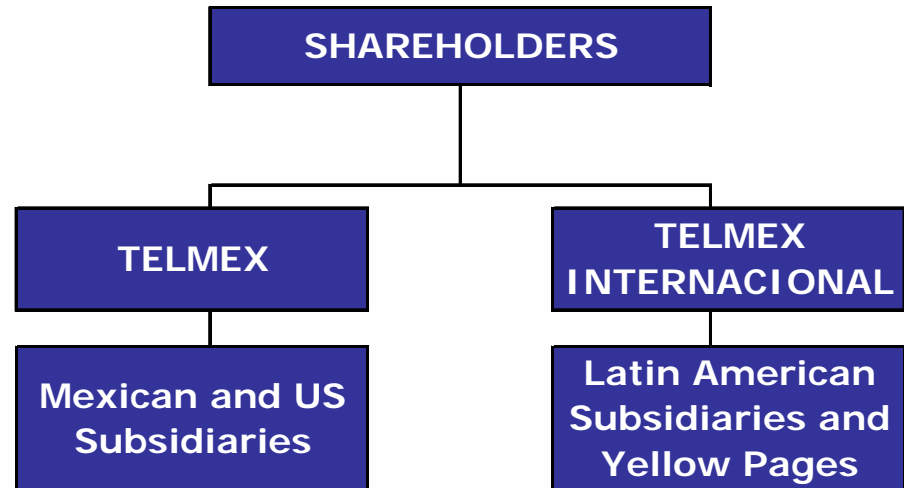 SHAREHOLDERS
TELMEX
TELMEX
INTERNACIONAL
Mexican and US
Subsidiaries
Latin American
Subsidiaries and
Yellow Pages